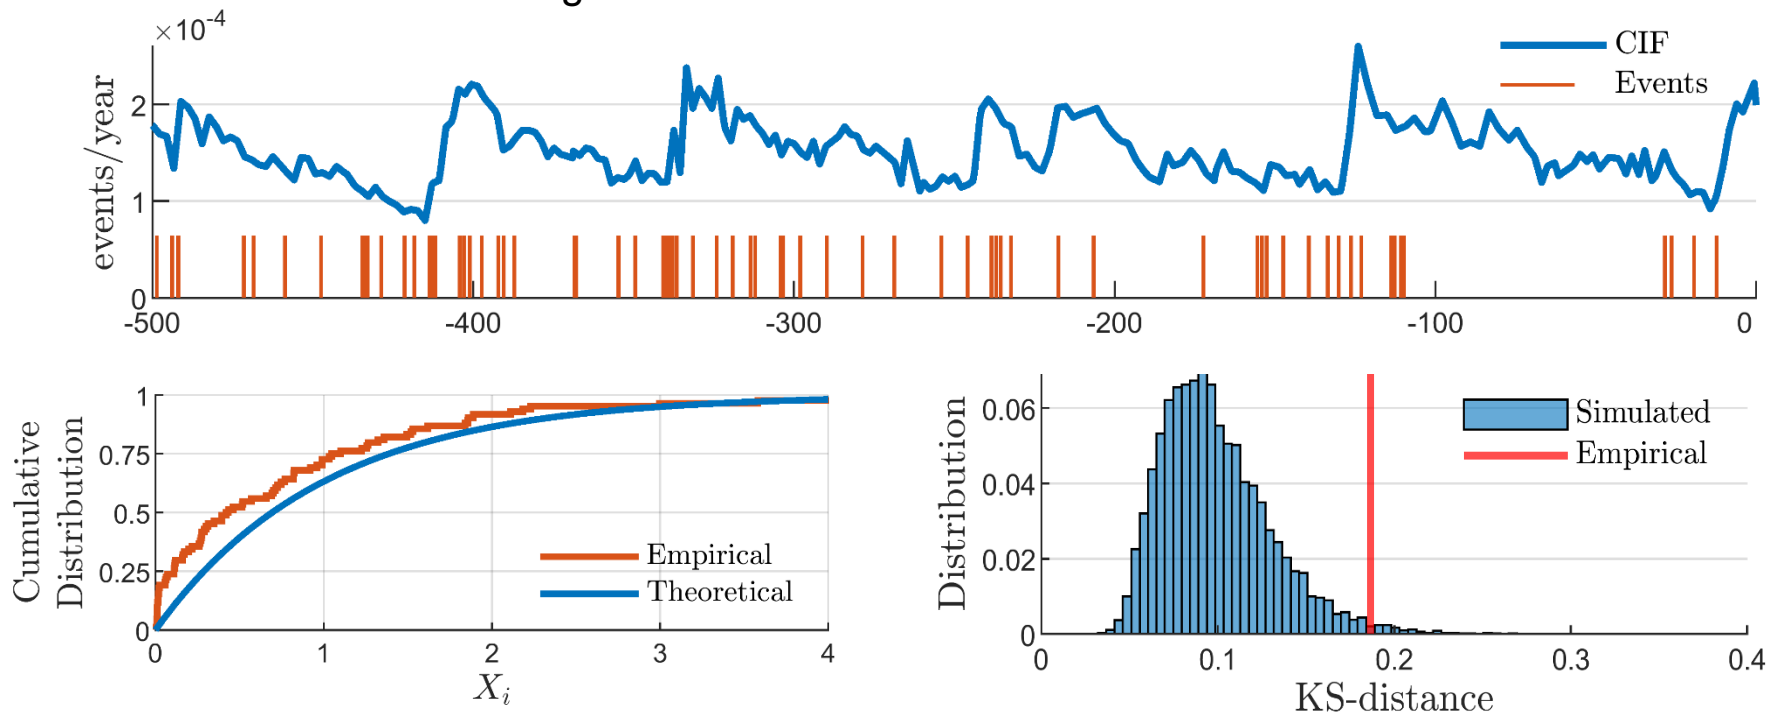 ×10⁻⁴
events/year
2
1
0
-500
-400
-300
-200
-100
0
CIF
Events
Cumulative
Distribution
1
0.75
0.5
0.25
0
0
1
2
3
4
Xᵢ
Empirical
Theoretical
Distribution
0.06
0.04
0.02
0
0
0.1
0.2
0.3
0.4
KS-distance
Simulated
Empirical